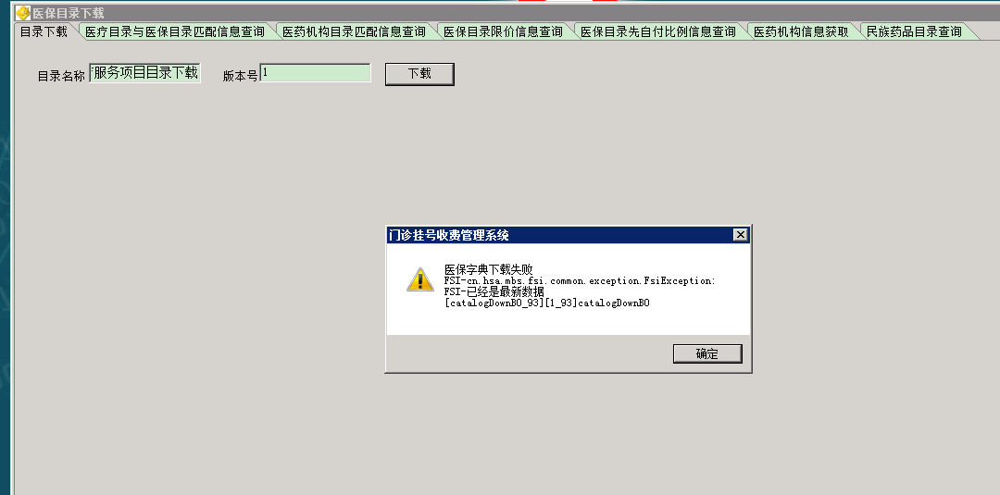 医保目录下载
目录下载 医疗目录与医保目录匹配信息查询 医药机构目录匹配信息查询 医保目录限价信息查询 医保目录先自付比例信息查询 医药机构信息获取 民族药品目录查询
目录名称 服务项目目录下载 版本号 1 下载
门诊挂号收费管理系统
医保字典下载失败
FSI-cn.hsa.mbs.fsi.common.exception.FsiException:
FSI-已经是最新数据
[catalogDownBO_93][1_93]catalogDownBO
确定